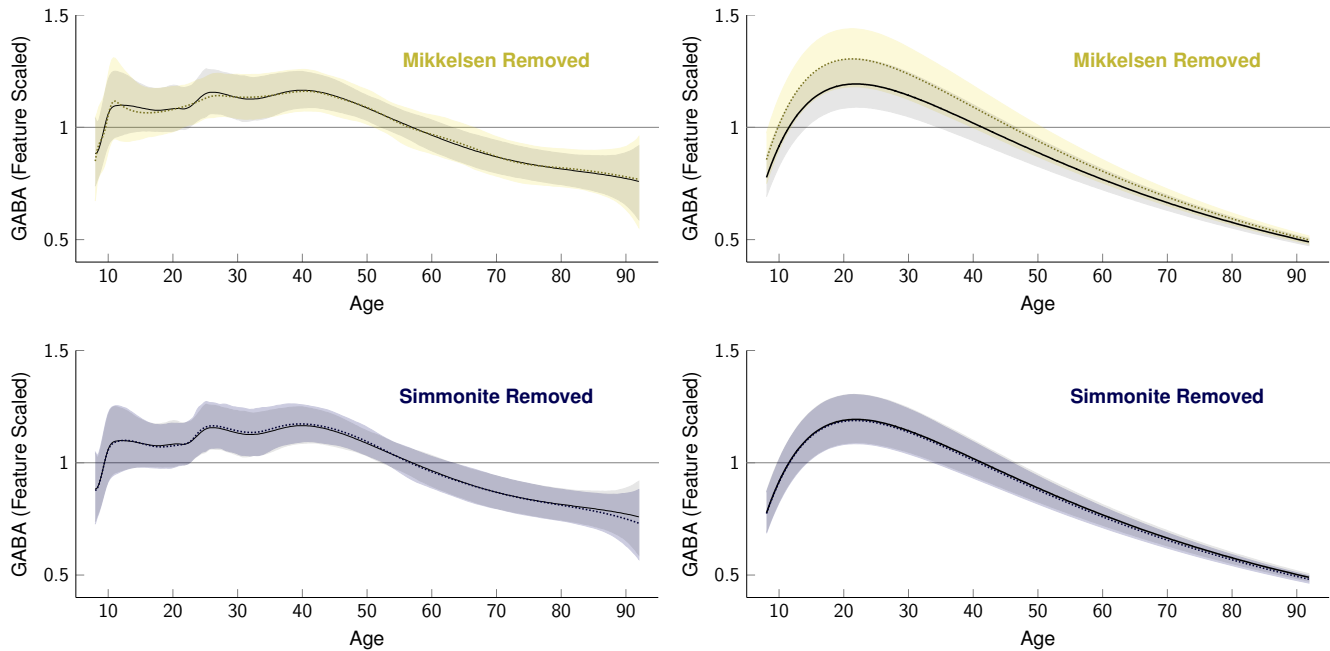 1.5
1
0.5
GABA (Feature Scaled)
Mikkelsen Removed
10 20 30 40 50 60 70 80 90
Age
1.5
1
0.5
GABA (Feature Scaled)
Mikkelsen Removed
10 20 30 40 50 60 70 80 90
Age
1.5
1
0.5
GABA (Feature Scaled)
Simmonite Removed
10 20 30 40 50 60 70 80 90
Age
1.5
1
0.5
GABA (Feature Scaled)
Simmonite Removed
10 20 30 40 50 60 70 80 90
Age